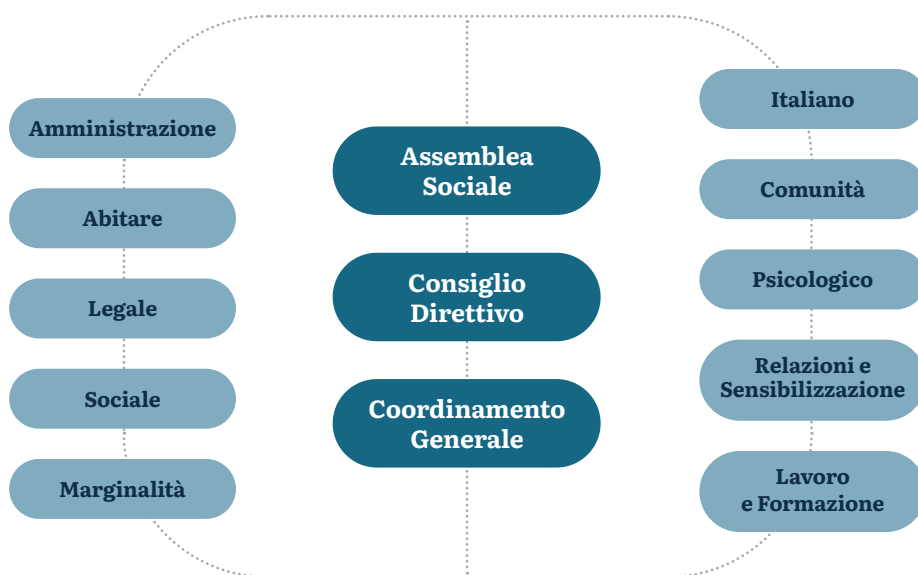 Amministrazione
Abitare
Legale
Sociale
Marginalità
Assemblea
Sociale
Consiglio
Direttivo
Coordinamento
Generale
Italiano
Comunità
Psicologico
Relazioni e
Sensibilizzazione
Lavoro
e Formazione